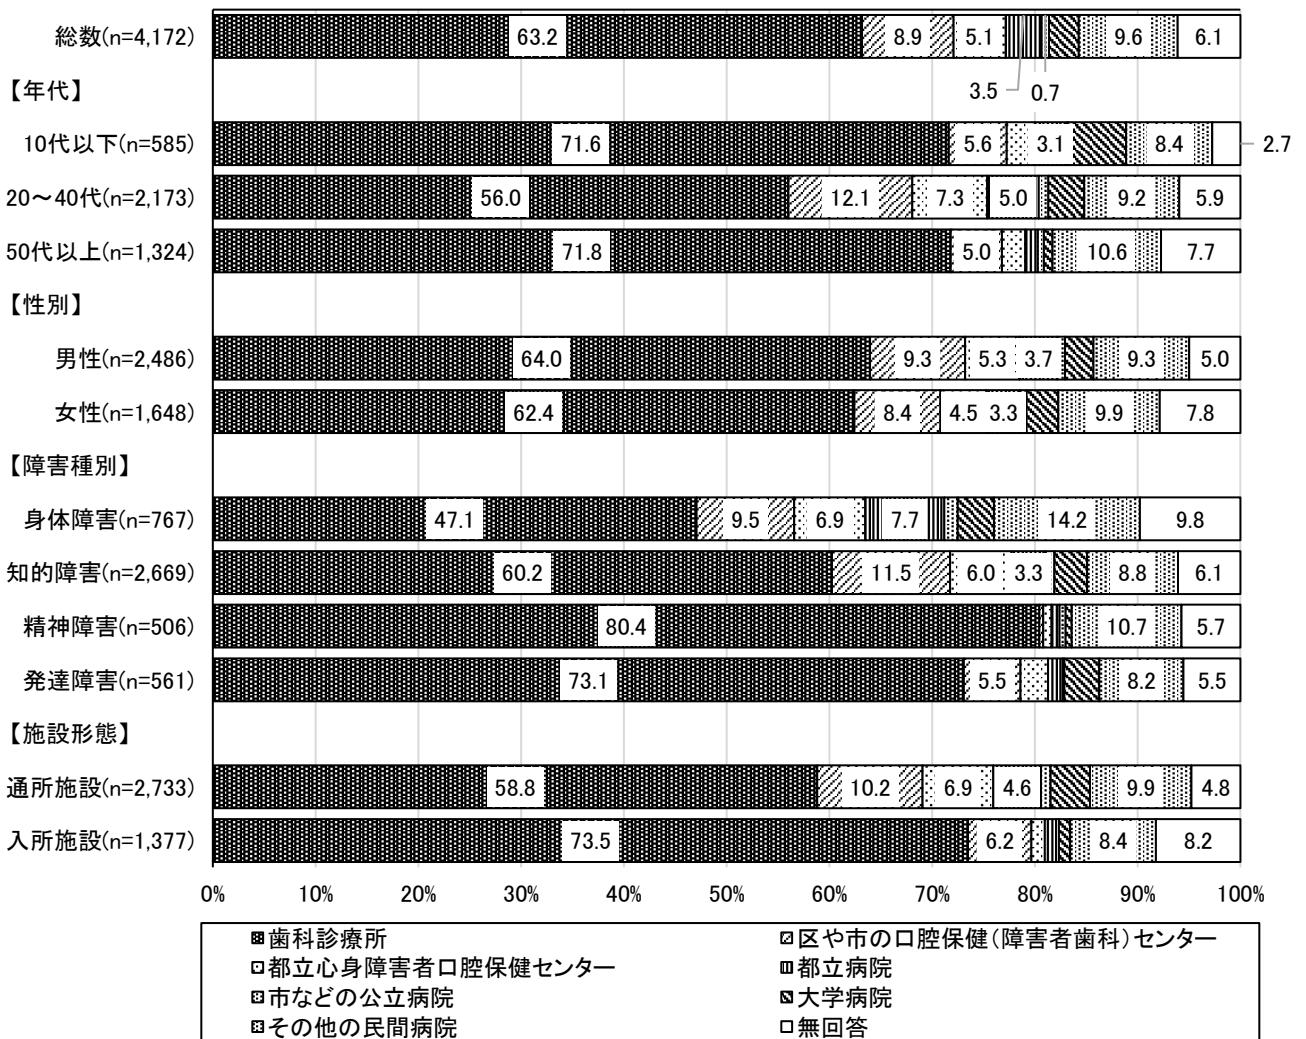 総数(n=4,172) 63.2 8.9 5.1 9.6 6.1
【年代】 3.5 0.7
10代以下(n=585) 71.6 5.6 3.1 8.4 2.7
20～40代(n=2,173) 56.0 12.1 7.3 5.0 9.2 5.9
50代以上(n=1,324) 71.8 5.0 10.6 7.7
【性別】
男性(n=2,486) 64.0 9.3 5.3 3.7 9.3 5.0
女性(n=1,648) 62.4 8.4 4.5 3.3 9.9 7.8
【障害種別】
身体障害(n=767) 47.1 9.5 6.9 7.7 14.2 9.8
知的障害(n=2,669) 60.2 11.5 6.0 3.3 8.8 6.1
精神障害(n=506) 80.4 10.7 5.7
発達障害(n=561) 73.1 5.5 8.2 5.5
【施設形態】
通所施設(n=2,733) 58.8 10.2 6.9 4.6 9.9 4.8
入所施設(n=1,377) 73.5 6.2 8.4 8.2
0% 10% 20% 30% 40% 50% 60% 70% 80% 90% 100%
歯科診療所 区や市の口腔保健(障害者歯科)センター
都立心身障害者口腔保健センター 都立病院
市などの公立病院 大学病院
その他の民間病院 無回答